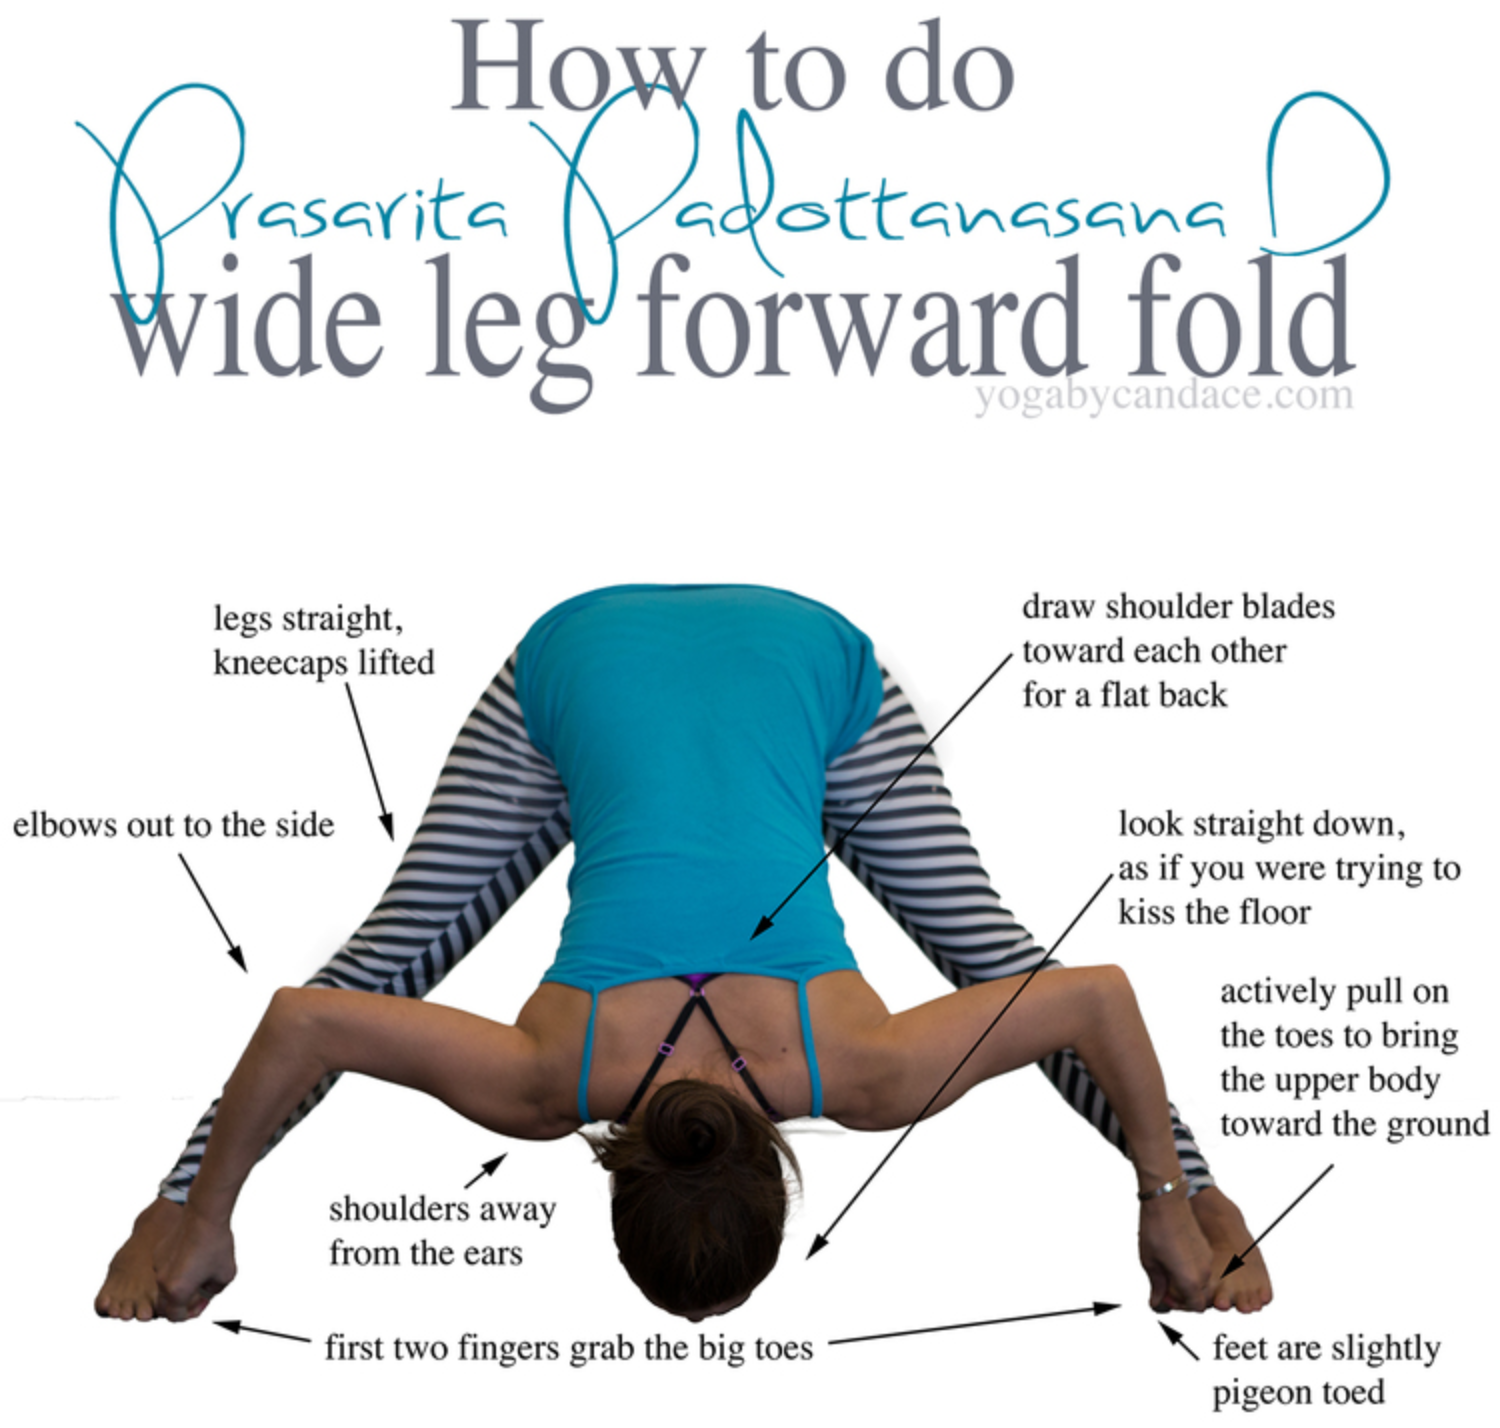 How to do
Prasarita Padottanasana D
wide leg forward fold
yogabycandace.com
legs straight,
kneecaps lifted
draw shoulder blades
toward each other
for a flat back
elbows out to the side
look straight down,
as if you were trying to
kiss the floor
actively pull on
the toes to bring
the upper body
toward the ground
shoulders away
from the ears
first two fingers grab the big toes
feet are slightly
pigeon toed